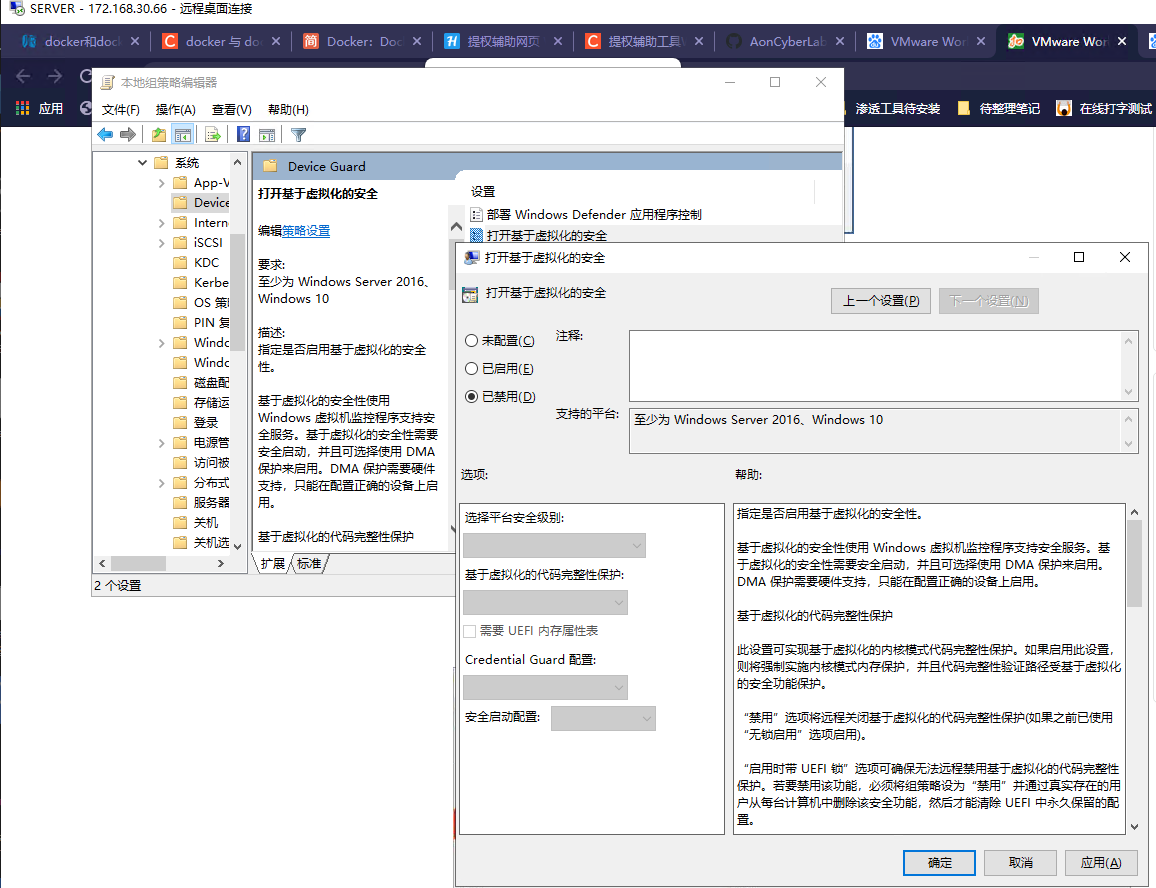 SERVER - 172.168.30.66 - 远程桌面连接
docker和doc
docker 与 do
Docker：Doc
提权辅助网页
提权辅助工具W
AonCyberLab
VMware Wor
VMware Wor
应用
渗透工具待安装
待整理笔记
在线打字测试
本地组策略编辑器
文件(F) 操作(A) 查看(V) 帮助(H)
系统
App-V
Device
Intern
iSCSI
KDC
Kerbe
OS 策
PIN 复
Windo
Windo
磁盘配
存储运
登录
电源管
访问被
分布式
服务器
关机
关机选
Device Guard
打开基于虚拟化的安全
编辑策略设置
要求:
至少为 Windows Server 2016、
Windows 10
描述:
指定是否启用基于虚拟化的安全
性。
基于虚拟化的安全性使用
Windows 虚拟机监控程序支持安
全服务。基于虚拟化的安全性需要
安全启动，并且可选择使用 DMA
保护来启用。DMA 保护需要硬件
支持，只能在配置正确的设备上启
用。
基于虚拟化的代码完整性保护
设置
部署 Windows Defender 应用程序控制
打开基于虚拟化的安全
扩展 标准
2 个设置
打开基于虚拟化的安全
打开基于虚拟化的安全
上一个设置(P)
下一个设置(N)
未配置(C)
已启用(E)
已禁用(D)
注释:
支持的平台:
至少为 Windows Server 2016、Windows 10
选项:
帮助:
选择平台安全级别:
基于虚拟化的代码完整性保护:
需要 UEFI 内存属性表
Credential Guard 配置:
安全启动配置:
指定是否启用基于虚拟化的安全性。
基于虚拟化的安全性使用 Windows 虚拟机监控程序支持安全服务。基
于虚拟化的安全性需要安全启动，并且可选择使用 DMA 保护来启用。
DMA 保护需要硬件支持，只能在配置正确的设备上启用。
基于虚拟化的代码完整性保护
此设置可实现基于虚拟化的内核模式代码完整性保护。如果启用此设置，
则将强制实施内核模式内存保护，并且代码完整性验证路径受基于虚拟化
的安全功能保护。
“禁用”选项将远程关闭基于虚拟化的代码完整性保护(如果之前已使用
“无锁启用”选项启用)。
“启用时带 UEFI 锁”选项可确保无法远程禁用基于虚拟化的代码完整性
保护。若要禁用该功能，必须将组策略设为“禁用”并通过真实存在的用
户从每台计算机中删除该安全功能，然后才能清除 UEFI 中永久保留的配
置。
确定
取消
应用(A)